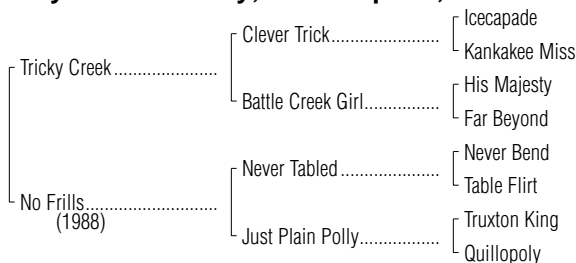 Icecapade
Clever Trick
Kankakee Miss
Tricky Creek
His Majesty
Battle Creek Girl
Far Beyond
Never Bend
Never Tabled
Table Flirt
No Frills
(1988)
Truxton King
Just Plain Polly
Quillopoly